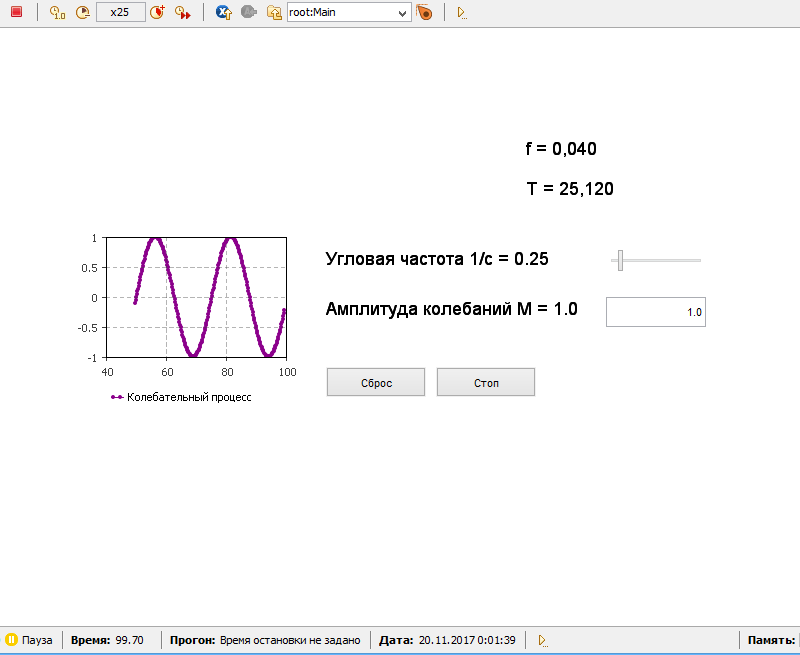 1.0 x25 root:Main
f = 0,040
T = 25,120
1
0.5
0
-0.5
-1
40 60 80 100
Колебательный процесс
Угловая частота 1/с = 0.25
Амплитуда колебаний М = 1.0 1.0
Сброс Стоп
Пауза Время: 99.70 Прогон: Время остановки не задано Дата: 20.11.2017 0:01:39 Память: